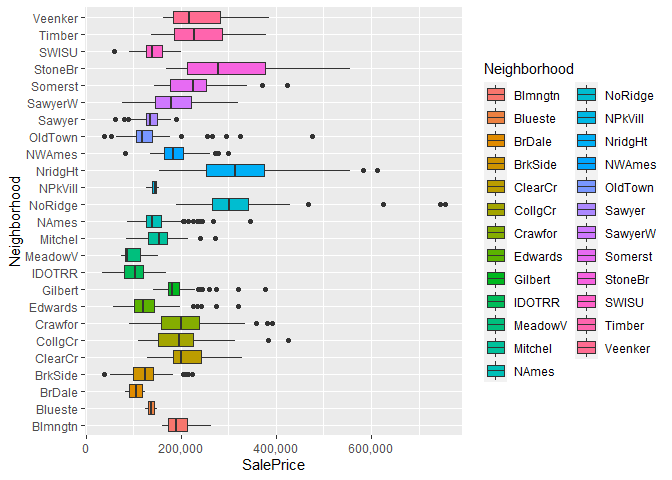 Neighborhood
Veenker
Timber
SWISU
StoneBr
Somerst
SawyerW
Sawyer
OldTown
NWAmes
NridgHt
NPkVill
NoRidge
NAmes
Mitchel
MeadowV
IDOTRR
Gilbert
Edwards
Crawfor
CollgCr
ClearCr
BrkSide
BrDale
Blueste
Blmngtn
0
200,000
400,000
600,000
SalePrice
Neighborhood
Blmngtn
Blueste
BrDale
BrkSide
ClearCr
CollgCr
Crawfor
Edwards
Gilbert
IDOTRR
MeadowV
Mitchel
NAmes
NoRidge
NPkVill
NridgHt
NWAmes
OldTown
Sawyer
SawyerW
Somerst
StoneBr
SWISU
Timber
Veenker